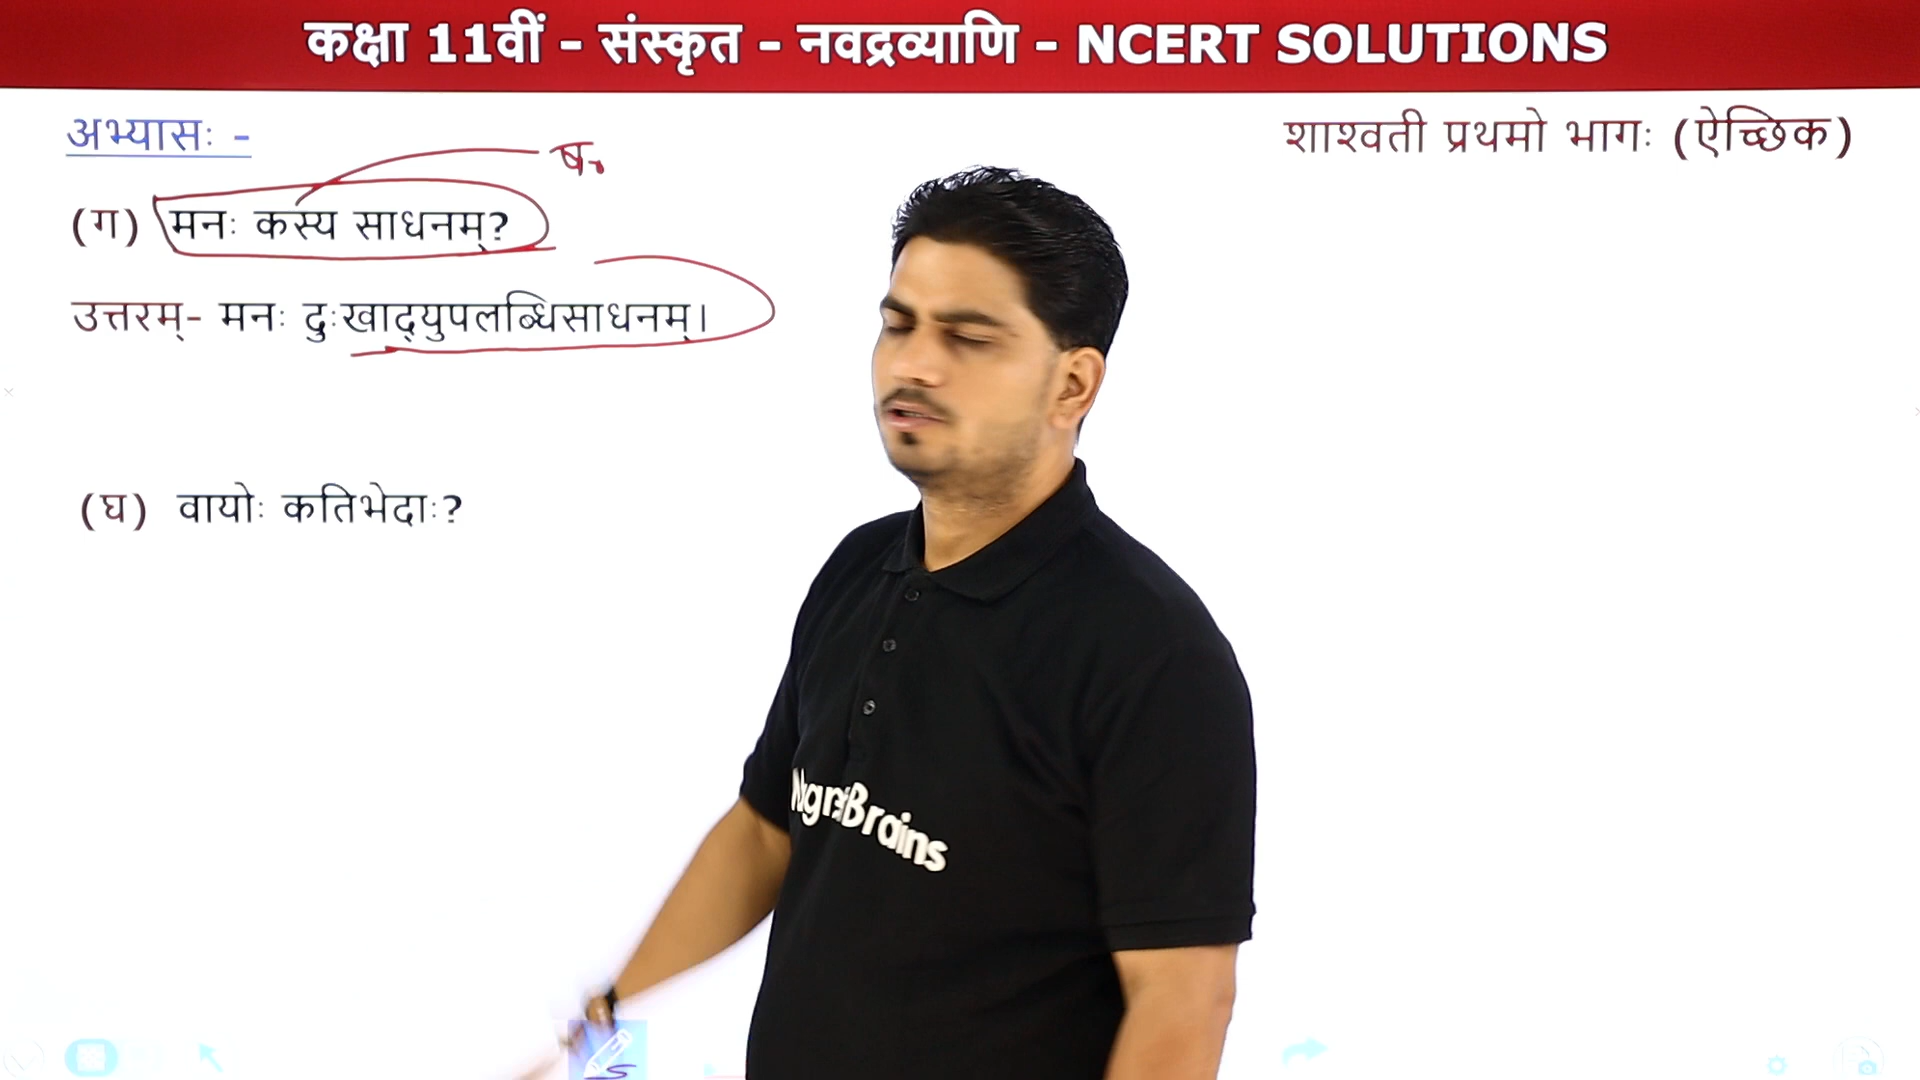 कक्षा 11वीं - संस्कृत - नवद्रव्याणि - NCERT SOLUTIONS
अभ्यासः -
शाश्वती प्रथमो भागः (ऐच्छिक)
ष.
(ग) मनः कस्य साधनम्?
उत्तरम्- मनः दुःखाद्युपलब्धिसाधनम्।
(घ) वायोः कतिभेदाः?
MagnetBrains